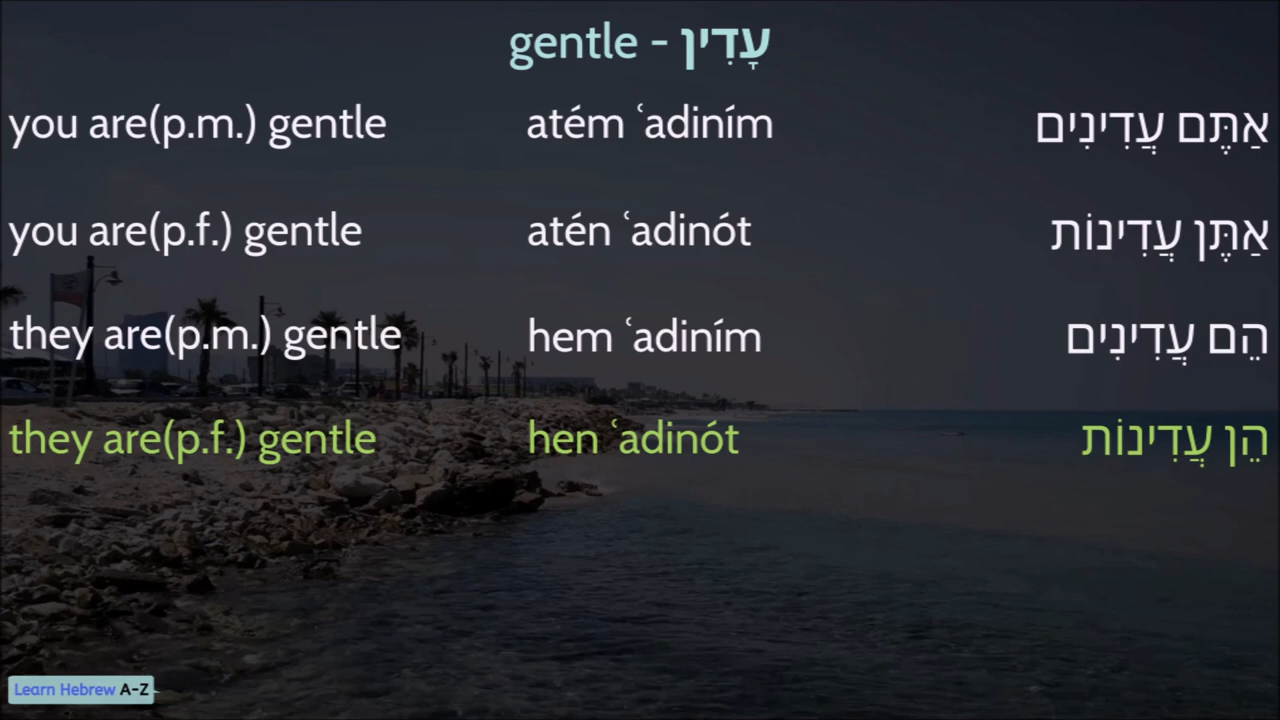 gentle - עָדִין
you are(p.m.) gentle atém ʿadiním אַתֶּם עֲדִינִים
you are(p.f.) gentle atén ʿadinót אַתֶּן עֲדִינוֹת
they are(p.m.) gentle hem ʿadiním הֵם עֲדִינִים
they are(p.f.) gentle hen ʿadinót הֵן עֲדִינוֹת
Learn Hebrew A-Z